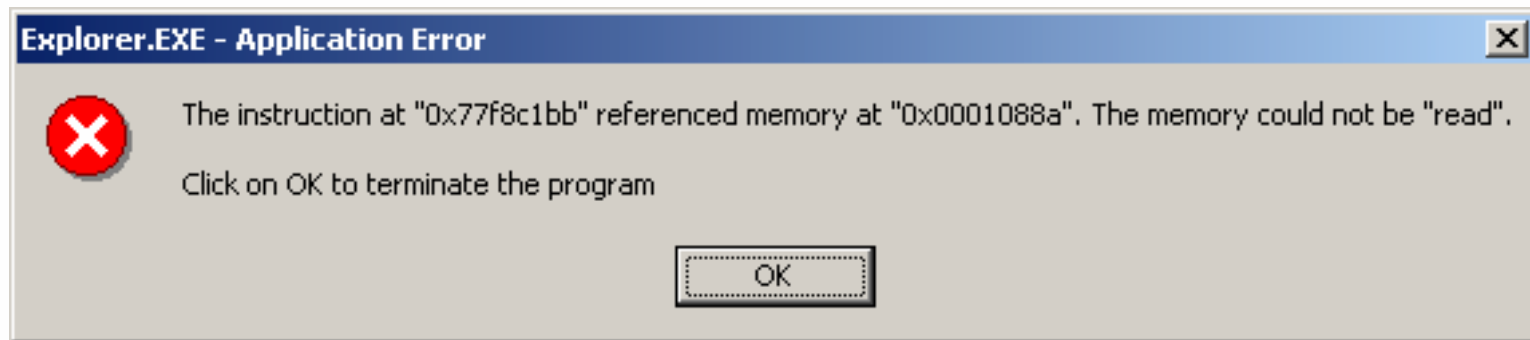 Explorer.EXE - Application Error
The instruction at "0x77f8c1bb" referenced memory at "0x0001088a". The memory could not be "read".
Click on OK to terminate the program
OK